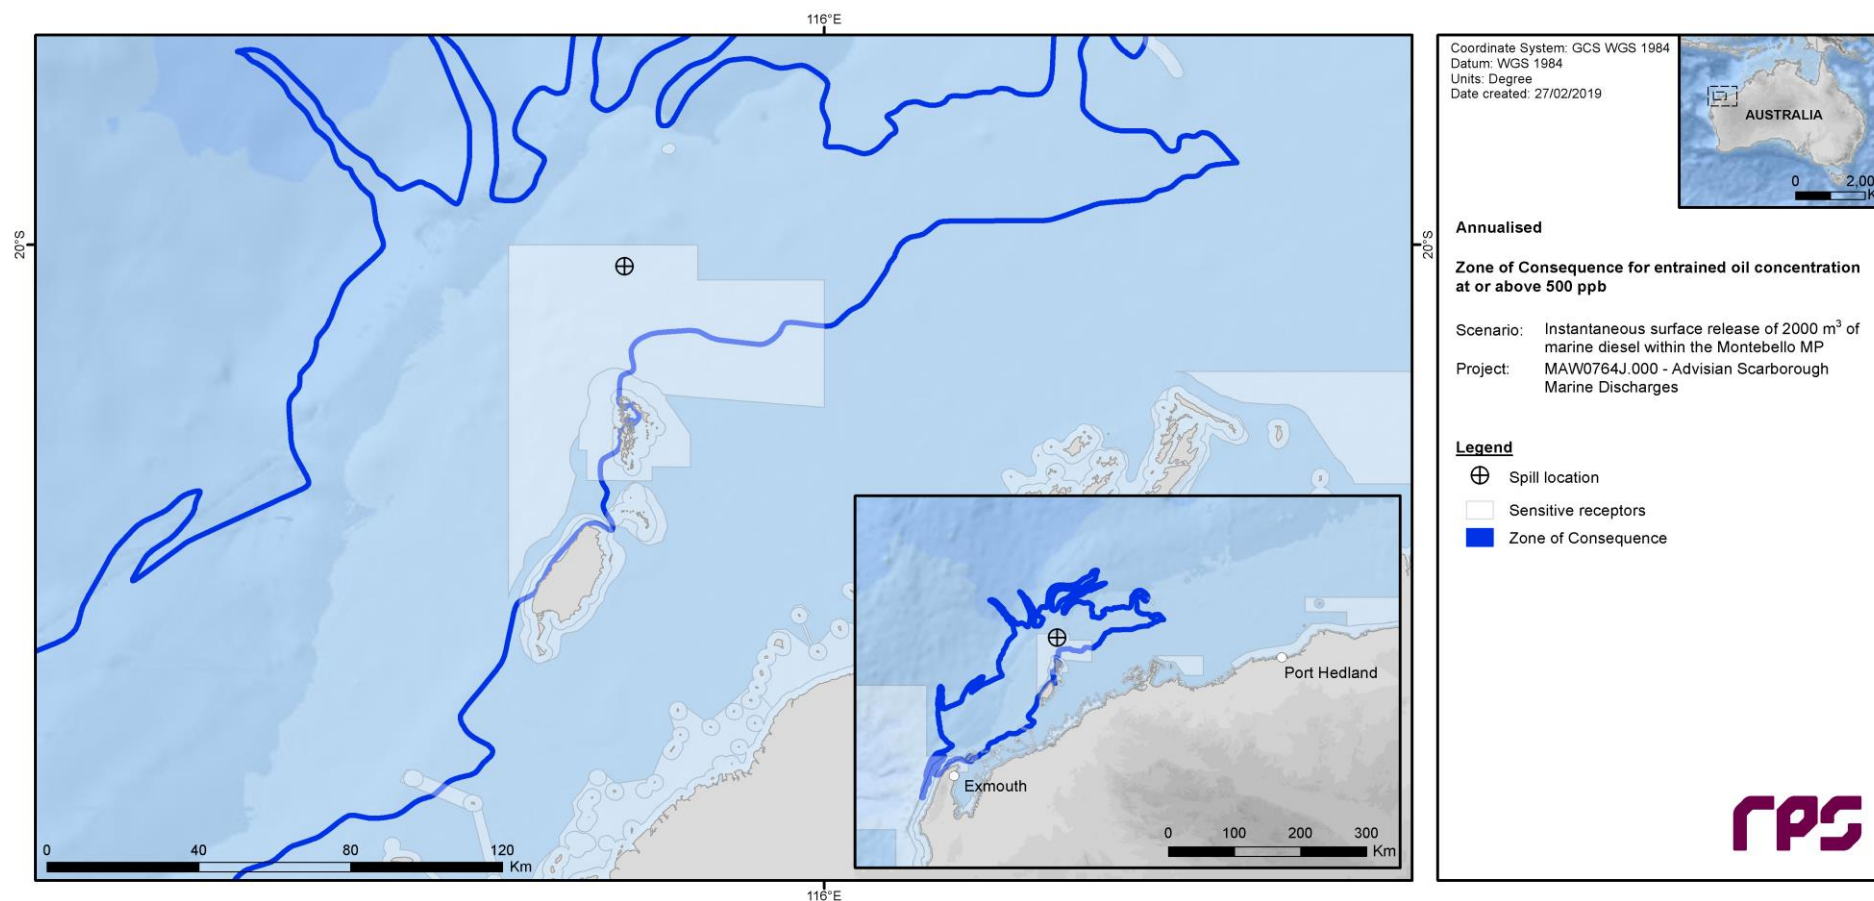 116°E
20°S
20°S
116°E
0
40
80
120
Km
Port Hedland
Exmouth
0
100
200
300
Km
Coordinate System: GCS WGS 1984
Datum: WGS 1984
Units: Degree
Date created: 27/02/2019
AUSTRALIA
0
2,00
K
Annualised
Zone of Consequence for entrained oil concentration
at or above 500 ppb
Scenario: Instantaneous surface release of 2000 m³ of
marine diesel within the Montebello MP
Project: MAW0764J.000 - Advisian Scarborough
Marine Discharges
Legend
Spill location
Sensitive receptors
Zone of Consequence
rps